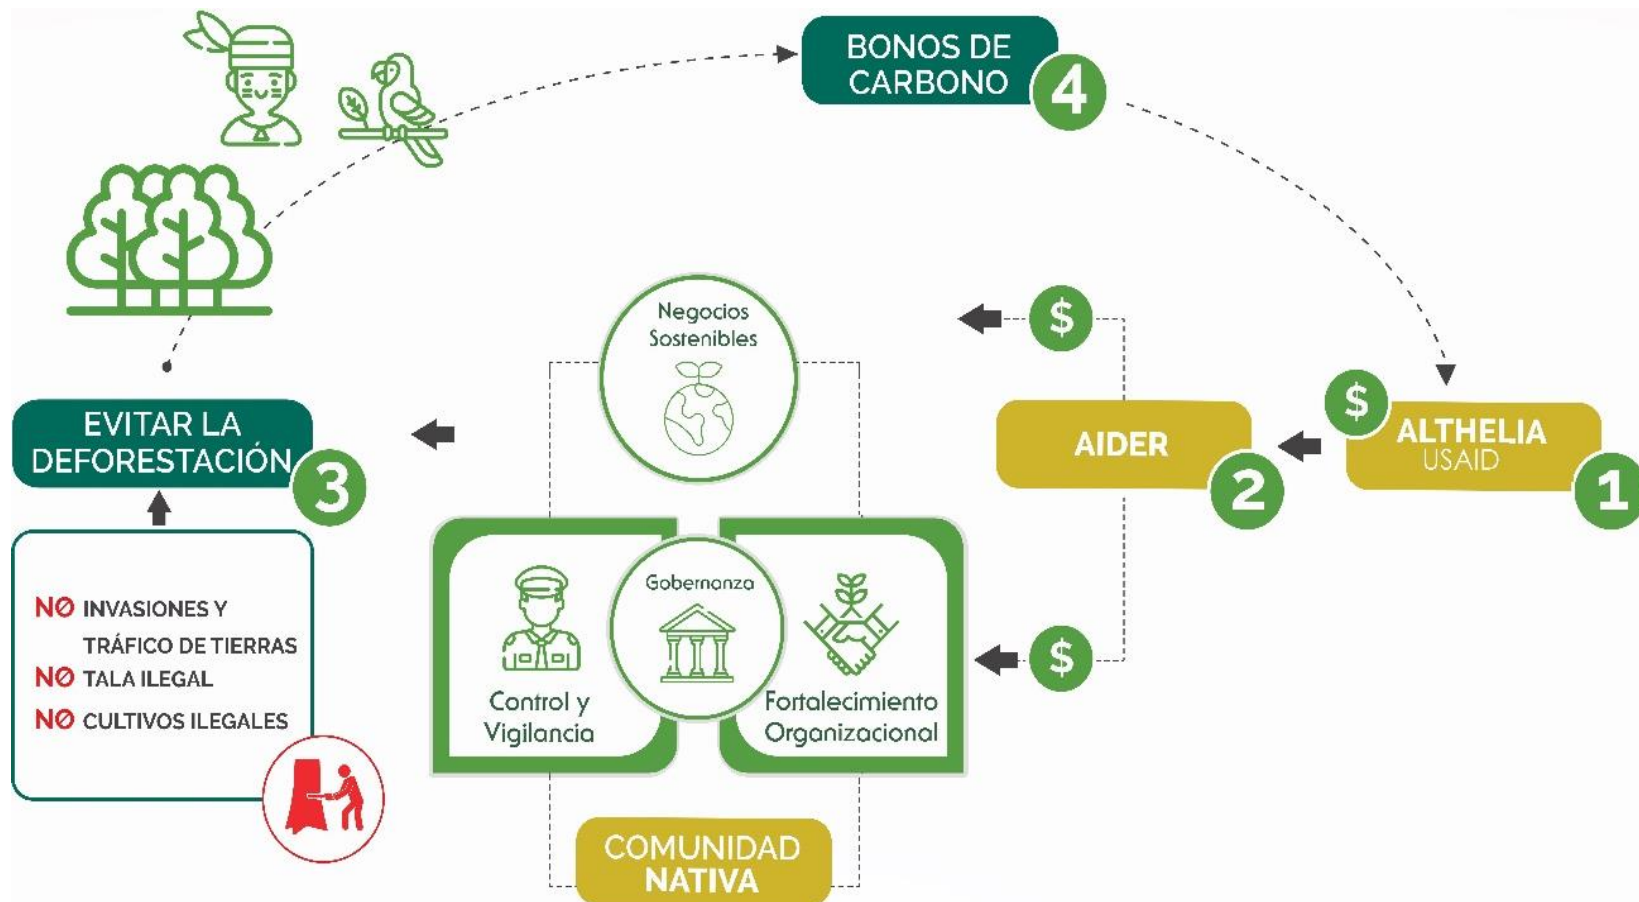 BONOS DE
CARBONO
4
Negocios
Sostenibles
$
EVITAR LA
DEFORESTACIÓN
3
AIDER
2
$
ALTHELIA
USAID
1
NO INVASIONES Y
TRÁFICO DE TIERRAS
NO TALA ILEGAL
NO CULTIVOS ILEGALES
Gobernanza
Control y
Vigilancia
Fortalecimiento
Organizacional
$
COMUNIDAD
NATIVA